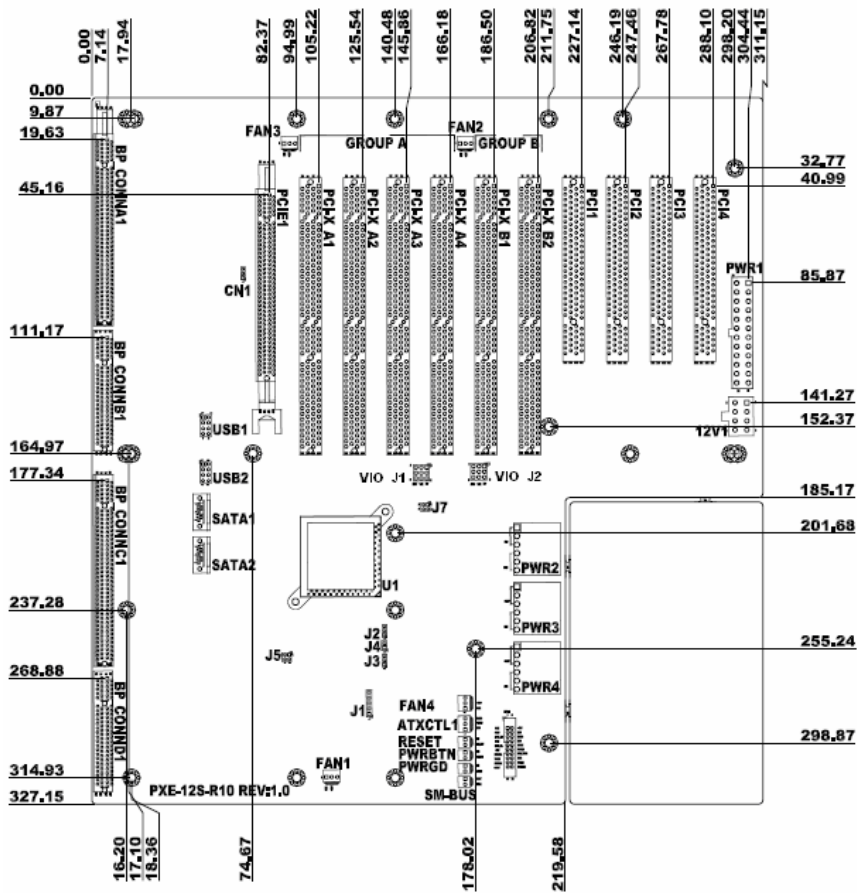 0.00
7.14
17.94
82.37
94.99
105.22
125.54
140.48
145.86
166.18
186.50
206.82
211.75
227.14
246.19
247.46
267.78
288.10
298.20
304.44
311.15
0.00
9.87
19.63
45.16
111.17
164.97
177.34
237.28
268.88
314.93
327.15
BP CONNA1
BP CONNB1
BP CONNC1
BP CONND1
FAN3
GROUP A
FAN2
GROUP B
PCIE1
CN1
PCI-X A1
PCI-X A2
PCI-X A3
PCI-X A4
PCI-X B1
PCI-X B2
PCI1
PCI2
PCI3
PCI4
PWR1
12V1
32.77
40.99
85.87
141.27
152.37
185.17
201.68
255.24
298.87
USB1
USB2
SATA1
SATA2
VIO J1
VIO J2
J7
U1
PWR2
PWR3
PWR4
J2
J4
J3
J5
J1
FAN4
ATXCTL1
RESET
PWRBTN
PWRGD
SM-BUS
FAN1
PXE-12S-R10 REV:1.0
16.20
17.10
18.36
74.67
178.02
219.58